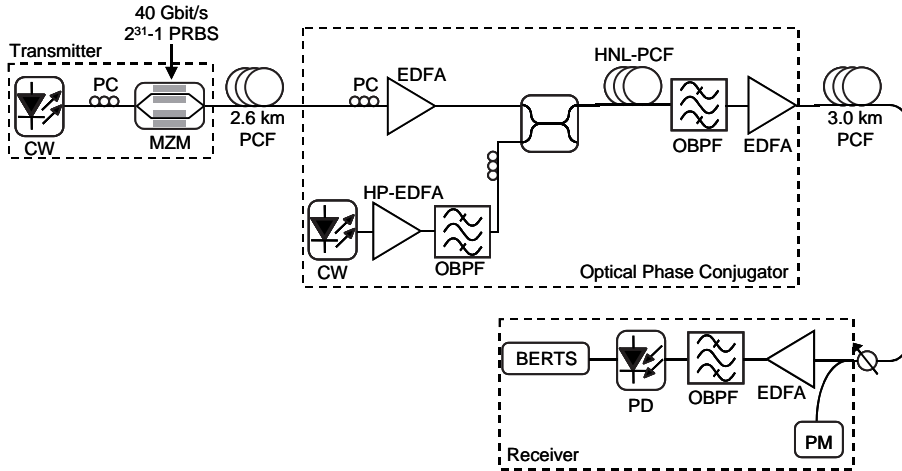 40 Gbit/s
2³¹-1 PRBS
Transmitter
PC
CW
MZM
2.6 km
PCF
PC
EDFA
HNL-PCF
OBPF
EDFA
3.0 km
PCF
HP-EDFA
CW
OBPF
Optical Phase Conjugator
BERTS
PD
OBPF
EDFA
PM
Receiver